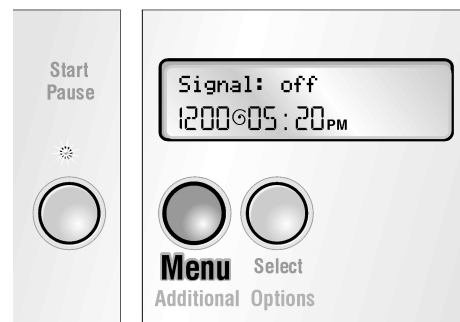 Start
Pause
Signal: off
1200 05:20PM
Menu
Select
Additional Options